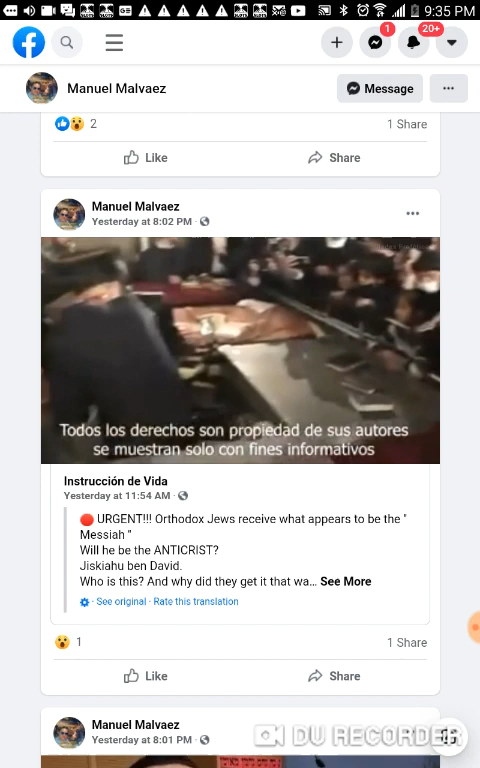 9:35 PM
1
20+
Manuel Malvaez
Message
2
1 Share
Like
Share
Manuel Malvaez
Yesterday at 8:02 PM
Todos los derechos son propiedad de sus autores
se muestran solo con fines informativos
Instrucción de Vida
Yesterday at 11:54 AM
URGENT!!! Orthodox Jews receive what appears to be the "
Messiah "
Will he be the ANTICRIST?
Jiskiahu ben David.
Who is this? And why did they get it that wa... See More
See original · Rate this translation
1
1 Share
Like
Share
Manuel Malvaez
Yesterday at 8:01 PM
DU RECORDER